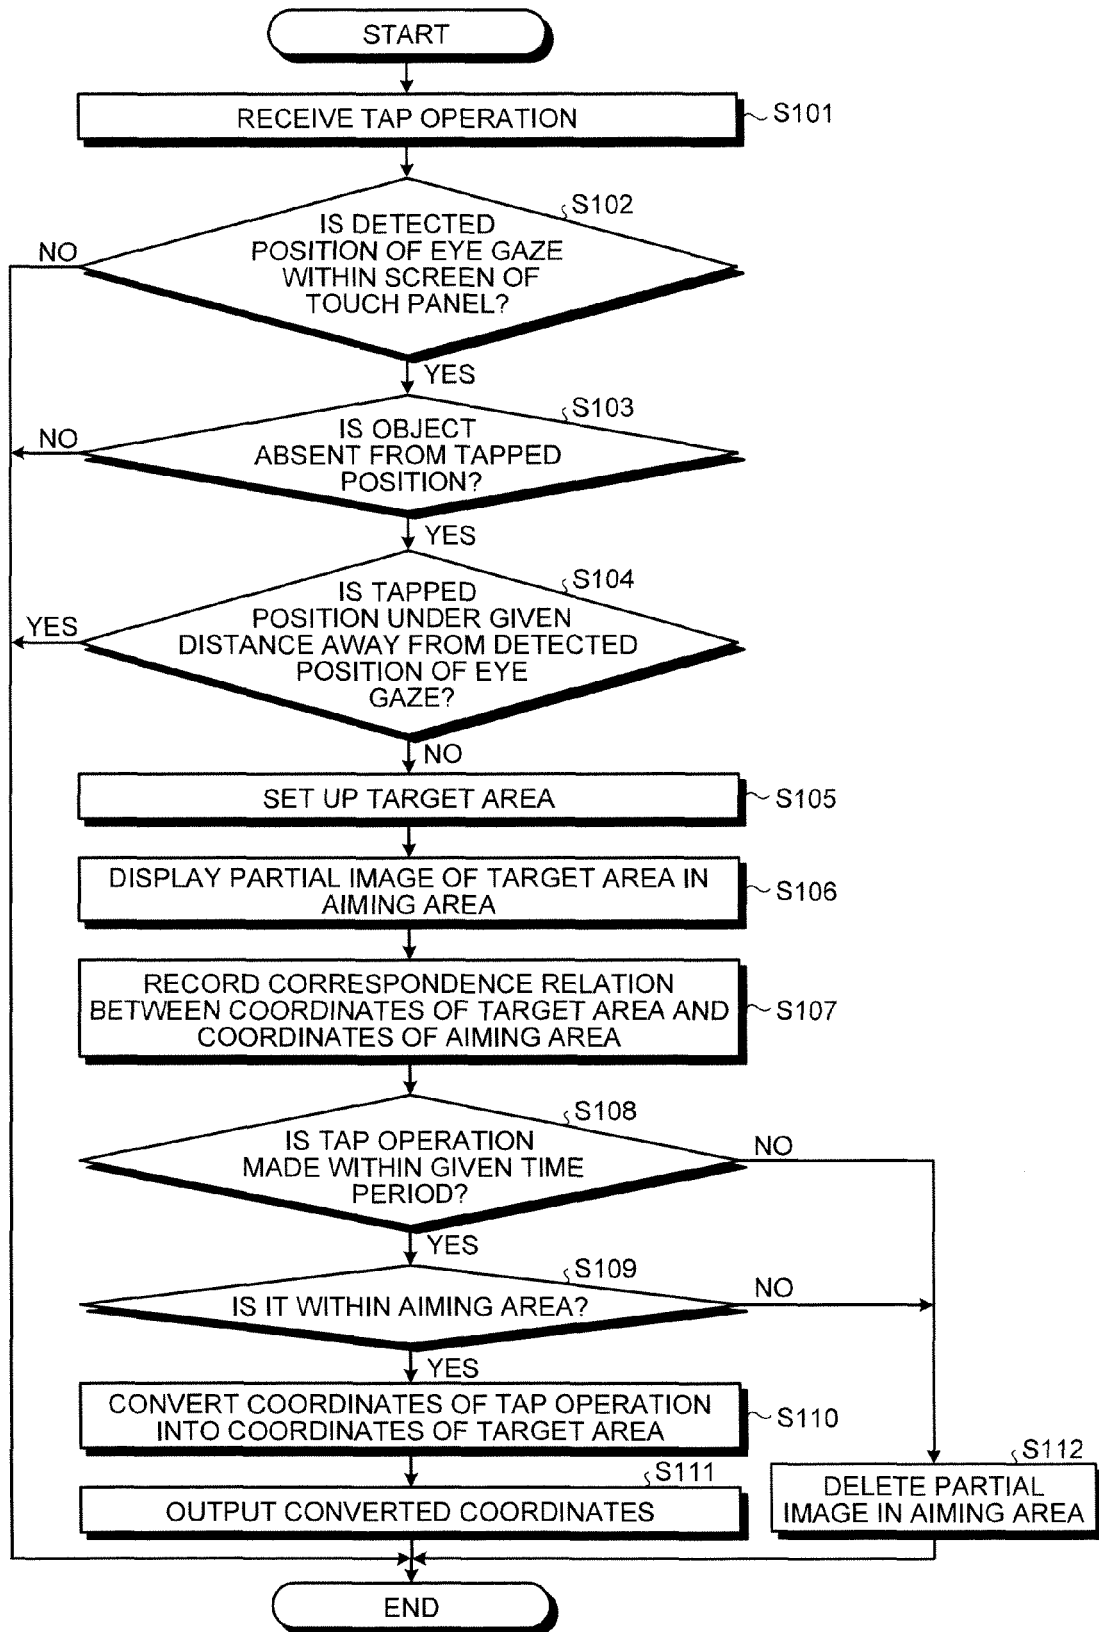 START
RECEIVE TAP OPERATION
S101
S102
IS DETECTED
POSITION OF EYE GAZE
WITHIN SCREEN OF
TOUCH PANEL?
NO
YES
S103
IS OBJECT
ABSENT FROM TAPPED
POSITION?
NO
YES
S104
IS TAPPED
POSITION UNDER GIVEN
DISTANCE AWAY FROM DETECTED
POSITION OF EYE
GAZE?
YES
NO
SET UP TARGET AREA
S105
DISPLAY PARTIAL IMAGE OF TARGET AREA IN
AIMING AREA
S106
RECORD CORRESPONDENCE RELATION
BETWEEN COORDINATES OF TARGET AREA AND
COORDINATES OF AIMING AREA
S107
S108
IS TAP OPERATION
MADE WITHIN GIVEN TIME
PERIOD?
NO
YES
S109
IS IT WITHIN AIMING AREA?
NO
YES
CONVERT COORDINATES OF TAP OPERATION
INTO COORDINATES OF TARGET AREA
S110
S111
OUTPUT CONVERTED COORDINATES
S112
DELETE PARTIAL
IMAGE IN AIMING AREA
END